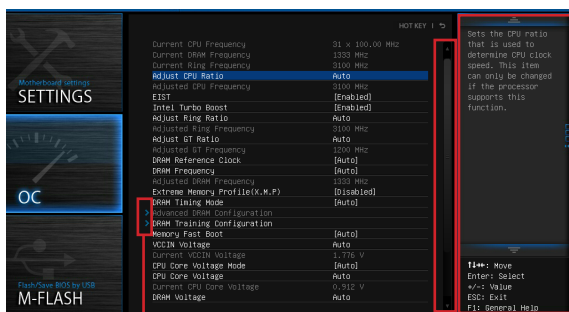 HOT KEY
Motherboard settings
SETTINGS
OC
Flash/Save BIOS by USB
M-FLASH
Current CPU Frequency 31 x 100.00 MHz
Current DRAM Frequency 1333 MHz
Current Ring Frequency 3100 MHz
Adjust CPU Ratio Auto
Adjusted CPU Frequency 3100 MHz
EIST [Enabled]
Intel Turbo Boost [Enabled]
Adjust Ring Ratio Auto
Adjusted Ring Frequency 3100 MHz
Adjust GT Ratio Auto
Adjusted GT Frequency 1200 MHz
DRAM Reference Clock [Auto]
DRAM Frequency [Auto]
Adjusted DRAM Frequency 1333 MHz
Extreme Memory Profile(X.M.P) [Disabled]
DRAM Timing Mode [Auto]
Advanced DRAM Configuration
DRAM Training Configuration
Memory Fast Boot [Auto]
VCCIN Voltage Auto
Current VCCIN Voltage 1.776 V
CPU Core Voltage Mode [Auto]
CPU Core Voltage Auto
Current CPU Core Voltage 0.912 V
DRAM Voltage Auto
Sets the CPU ratio
that is used to
determine CPU clock
speed. This item
can only be changed
if the processor
supports this
function.
↑↓→←: Move
Enter: Select
+/-: Value
ESC: Exit
F1: General Help